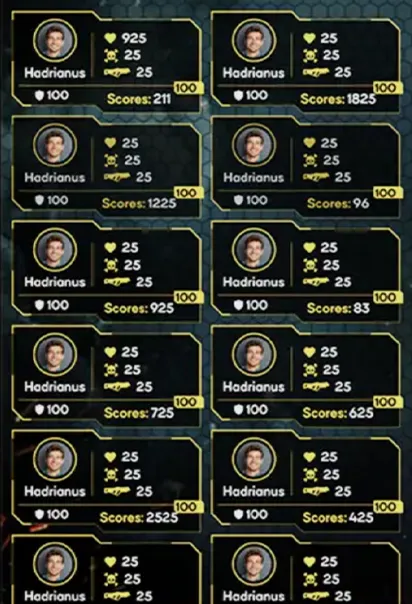 925
25
Hadrianus 25
100
100 Scores: 211
25
25
Hadrianus 25
100
100 Scores: 1825
25
25
Hadrianus 25
100
100 Scores: 1225
25
25
Hadrianus 25
100
100 Scores: 96
25
25
Hadrianus 25
100
100 Scores: 925
25
25
Hadrianus 25
100
100 Scores: 83
25
25
Hadrianus 25
100
100 Scores: 725
25
25
Hadrianus 25
100
100 Scores: 625
25
25
Hadrianus 25
100
100 Scores: 2525
25
25
Hadrianus 25
100
100 Scores: 425
25
25
Hadrianus 25
25
25
Hadrianus 25